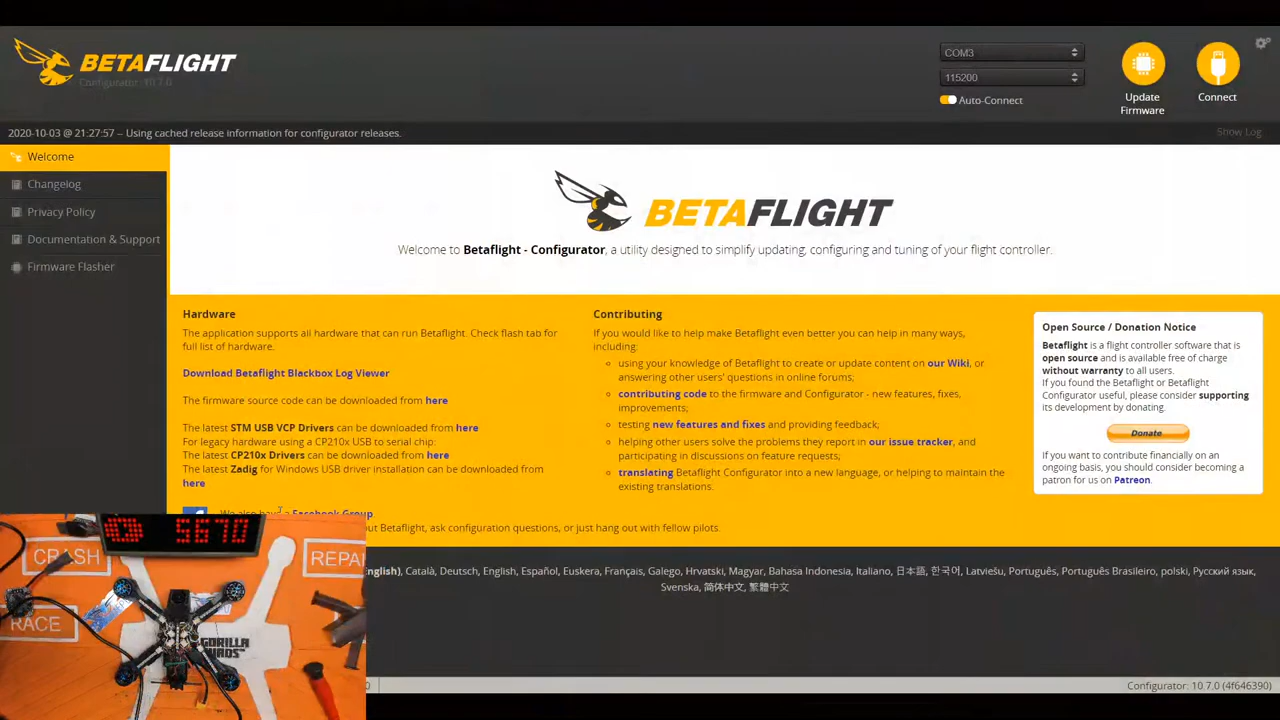 BETAFLIGHT
Configurator: 10.7.0
COM3
115200
Auto-Connect
Update
Firmware
Connect
2020-10-03 @ 21:27:57 -- Using cached release information for configurator releases.
Show Log
Welcome
Changelog
Privacy Policy
Documentation & Support
Firmware Flasher
BETAFLIGHT
Welcome to Betaflight - Configurator, a utility designed to simplify updating, configuring and tuning of your flight controller.
Hardware
The application supports all hardware that can run Betaflight. Check flash tab for
full list of hardware.
Download Betaflight Blackbox Log Viewer
The firmware source code can be downloaded from here
The latest STM USB VCP Drivers can be downloaded from here
For legacy hardware using a CP210x USB to serial chip:
The latest CP210x Drivers can be downloaded from here
The latest Zadig for Windows USB driver installation can be downloaded from
here
We also have a Facebook Group
out Betaflight, ask configuration questions, or just hang out with fellow pilots.
Contributing
If you would like to help make Betaflight even better you can help in many ways,
including:
using your knowledge of Betaflight to create or update content on our Wiki, or
answering other users' questions in online forums;
contributing code to the firmware and Configurator - new features, fixes,
improvements;
testing new features and fixes and providing feedback;
helping other users solve the problems they report in our issue tracker, and
participating in discussions on feature requests;
translating Betaflight Configurator into a new language, or helping to maintain the
existing translations.
Open Source / Donation Notice
Betaflight is a flight controller software that is
open source and is available free of charge
without warranty to all users.
If you found the Betaflight or Betaflight
Configurator useful, please consider supporting
its development by donating.
Donate
If you want to contribute financially on an
ongoing basis, you should consider becoming a
patron for us on Patreon.
English), Català, Deutsch, English, Español, Euskera, Français, Galego, Hrvatski, Magyar, Bahasa Indonesia, Italiano, 日本語, 한국어, Latviešu, Português, Português Brasileiro, polski, Русский язык,
Svenska, 简体中文, 繁體中文
5670
CRASH
REPAI
RACE
GORILLA
Configurator: 10.7.0 (4f646390)